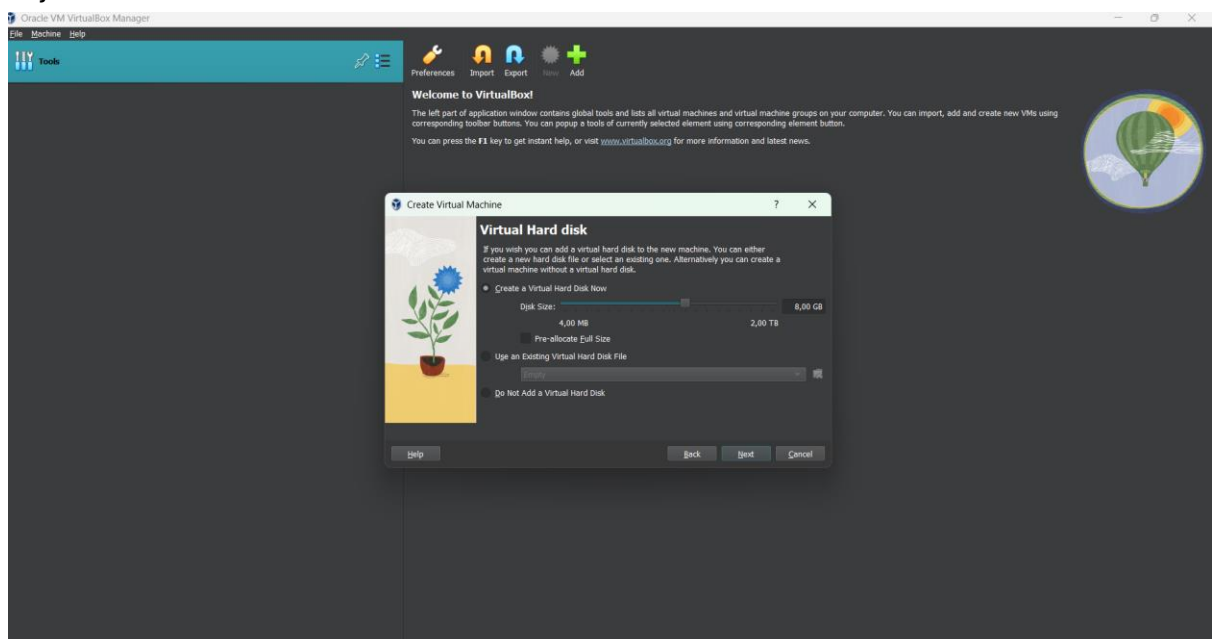 Oracle VM VirtualBox Manager
File Machine Help
Tools
Preferences Import Export New Add
Welcome to VirtualBox!
The left part of application window contains global tools and lists all virtual machines and virtual machine groups on your computer. You can import, add and create new VMs using
corresponding toolbar buttons. You can popup a tools of currently selected element using corresponding element button.
You can press the F1 key to get instant help, or visit www.virtualbox.org for more information and latest news.
Create Virtual Machine ?
Virtual Hard disk
If you wish you can add a virtual hard disk to the new machine. You can either
create a new hard disk file or select an existing one. Alternatively you can create a
virtual machine without a virtual hard disk.
Create a Virtual Hard Disk Now
Disk Size: 8,00 GB
4,00 MB 2,00 TB
Pre-allocate Full Size
Use an Existing Virtual Hard Disk File
Empty
Do Not Add a Virtual Hard Disk
Help Back Next Cancel